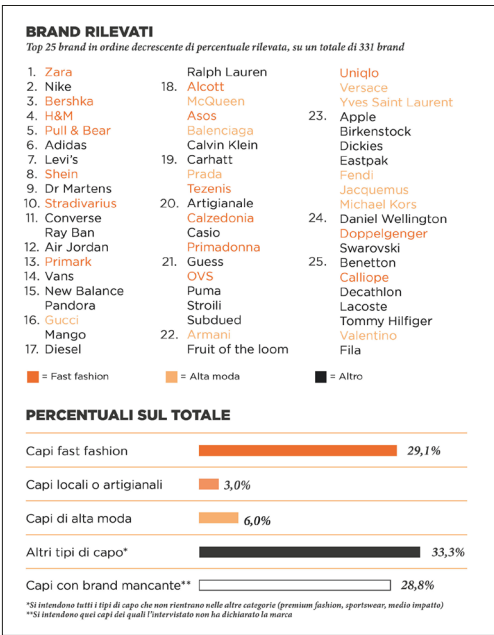 BRAND RILEVATI
Top 25 brand in ordine decrescente di percentuale rilevata, su un totale di 331 brand
1. Zara
2. Nike
3. Bershka
4. H&M
5. Pull & Bear
6. Adidas
7. Levi's
8. Shein
9. Dr Martens
10. Stradivarius
11. Converse
Ray Ban
12. Air Jordan
13. Primark
14. Vans
15. New Balance
Pandora
16. Gucci
Mango
17. Diesel
Ralph Lauren
18. Alcott
McQueen
Asos
Balenciaga
Calvin Klein
19. Carhatt
Prada
Tezenis
20. Artigianale
Calzedonia
Casio
Primadonna
21. Guess
OVS
Puma
Stroili
Subdued
22. Armani
Fruit of the loom
Uniqlo
Versace
Yves Saint Laurent
23. Apple
Birkenstock
Dickies
Eastpak
Fendi
Jacquemus
Michael Kors
24. Daniel Wellington
Doppelgenger
Swarovski
25. Benetton
Calliope
Decathlon
Lacoste
Tommy Hilfiger
Valentino
Fila
= Fast fashion
= Alta moda
= Altro
PERCENTUALI SUL TOTALE
Capi fast fashion 29,1%
Capi locali o artigianali 3,0%
Capi di alta moda 6,0%
Altri tipi di capo* 33,3%
Capi con brand mancante** 28,8%
*Si intendono tutti i tipi di capo che non rientrano nelle altre categorie (premium fashion, sportswear, medio impatto)
**Si intendono quei capi dei quali l'intervistato non ha dichiarato la marca